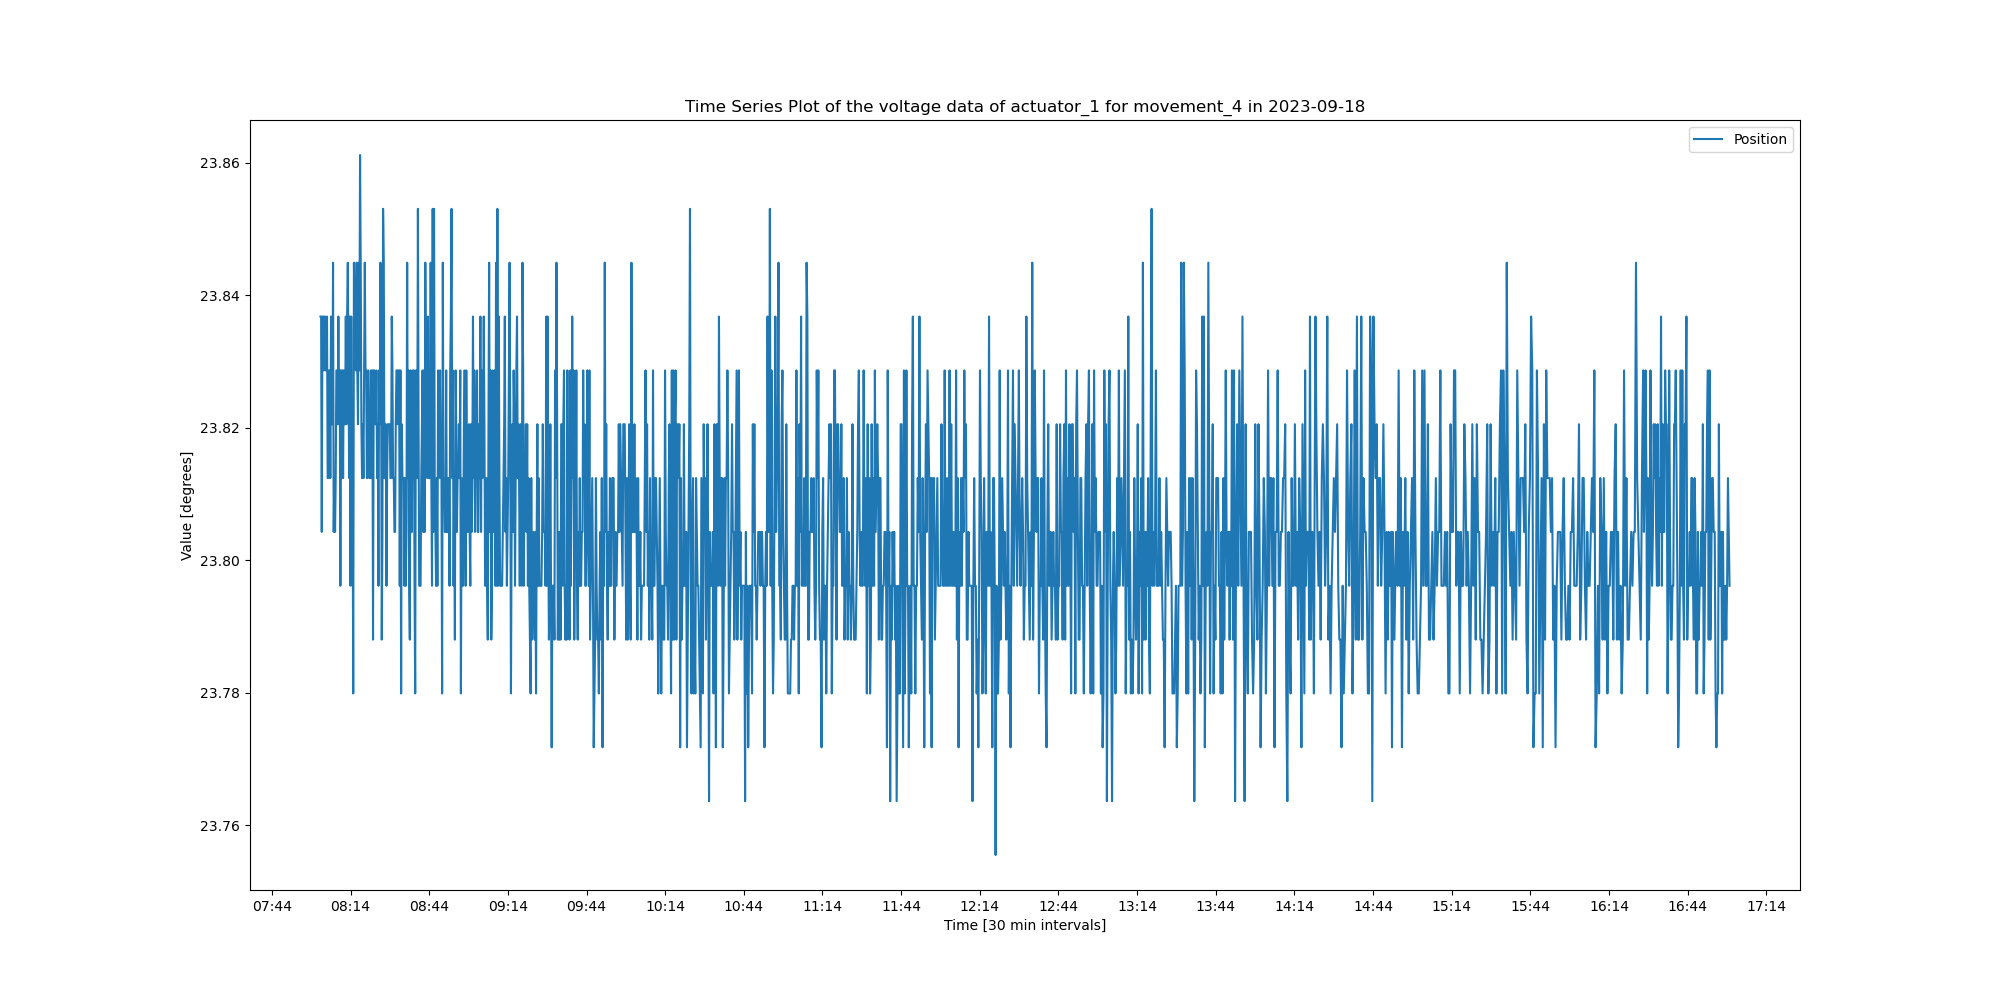 Time Series Plot of the voltage data of actuator_1 for movement_4 in 2023-09-18
Position
Value [degrees]
23.86
23.84
23.82
23.80
23.78
23.76
07:44 08:14 08:44 09:14 09:44 10:14 10:44 11:14 11:44 12:14 12:44 13:14 13:44 14:14 14:44 15:14 15:44 16:14 16:44 17:14
Time [30 min intervals]